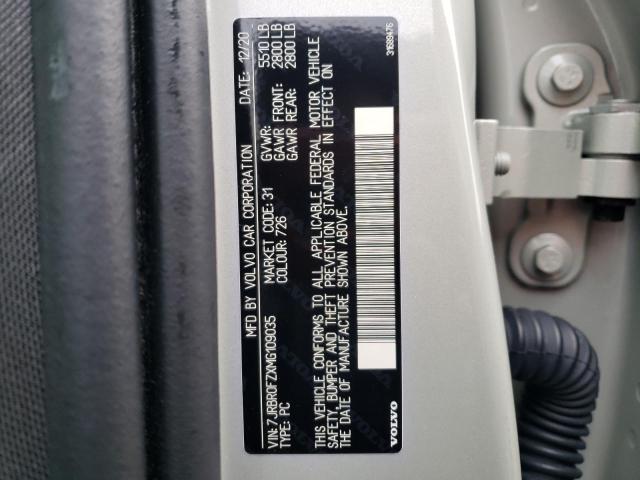 MFD BY VOLVO CAR CORPORATION DATE: 12/20
VIN:7JRBR0FZXMG109035 MARKET CODE: 31 GVWR: 5510 LB
TYPE: PC COLOUR: 726 GAWR FRONT: 2800 LB
GAWR REAR: 2800 LB
THIS VEHICLE CONFORMS TO ALL APPLICABLE FEDERAL MOTOR VEHICLE
SAFETY, BUMPER AND THEFT PREVENTION STANDARDS IN EFFECT ON
THE DATE OF MANUFACTURE SHOWN ABOVE.
VOLVO 31689476